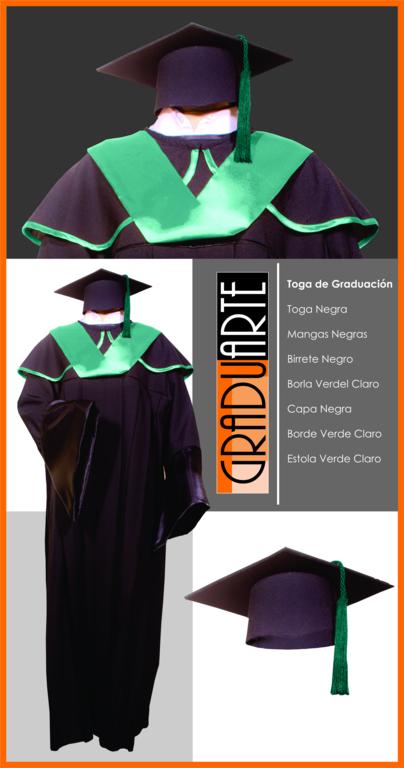 GRADUARTE
Toga de Graduación
Toga Negra
Mangas Negras
Birrete Negro
Borla Verdel Claro
Capa Negra
Borde Verde Claro
Estola Verde Claro